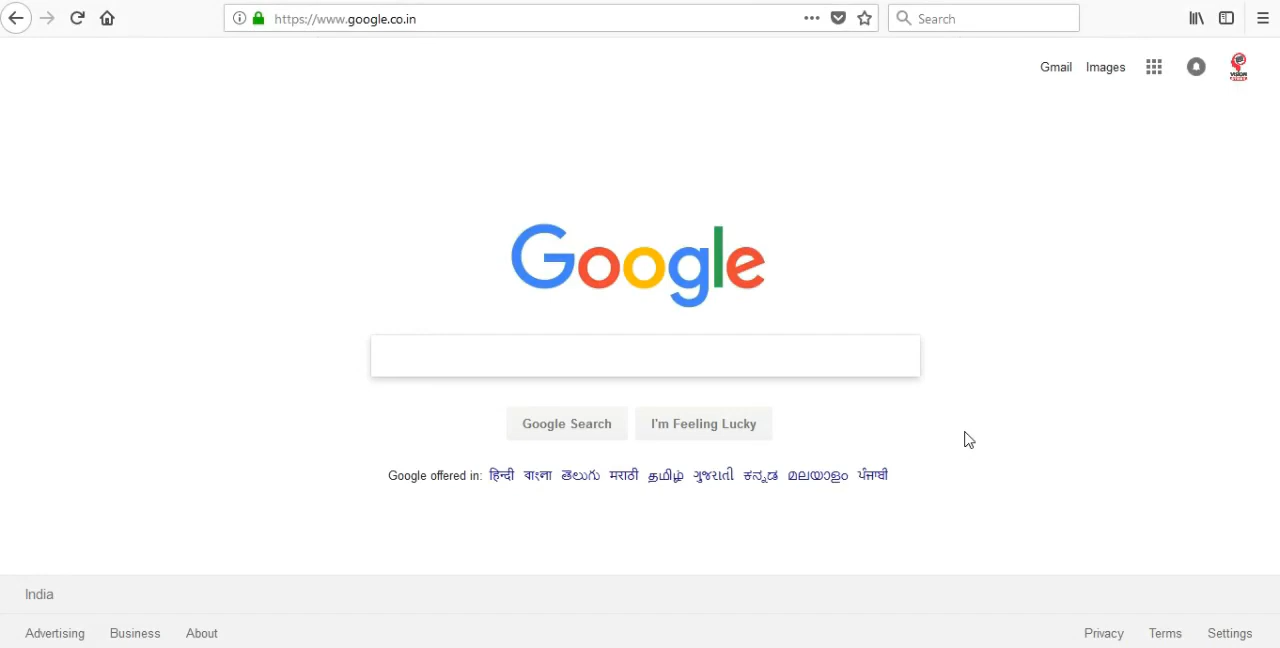 https://www.google.co.in
Search
Gmail Images
Google
Google Search I'm Feeling Lucky
Google offered in: हिन्दी বাংলা తెలుగు मराठी தமிழ் ગુજરાતી ಕನ್ನಡ മലയാളം ਪੰਜਾਬੀ
India
Advertising Business About
Privacy Terms Settings